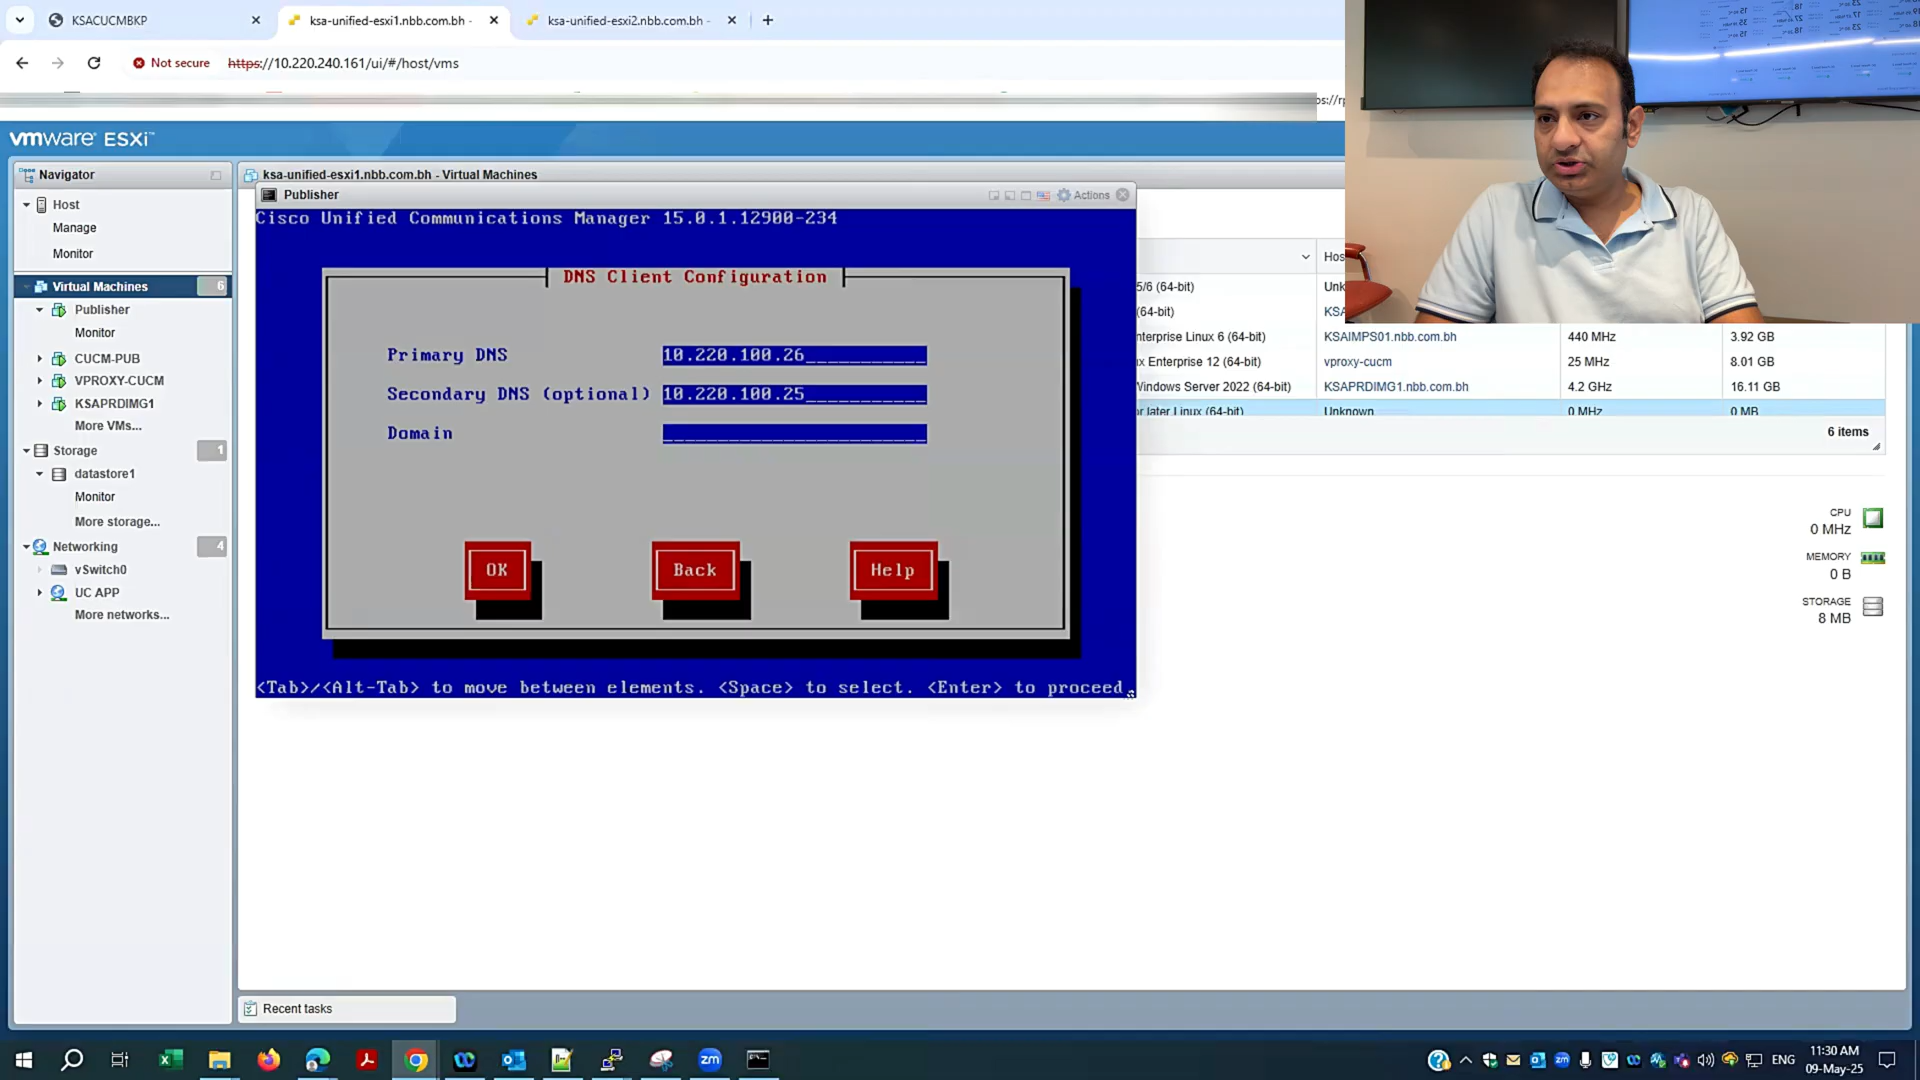 KSACUCMBKP
ksa-unified-esxi1.nbb.com.bh -
ksa-unified-esxi2.nbb.com.bh -
Not secure
https://10.220.240.161/ui/#/host/vms
vmware ESXi
Navigator
ksa-unified-esxi1.nbb.com.bh - Virtual Machines
Host
Manage
Monitor
Virtual Machines 6
Publisher
Monitor
CUCM-PUB
VPROXY-CUCM
KSAPRDIMG1
More VMs...
Storage 1
datastore1
Monitor
More storage...
Networking 4
vSwitch0
UC APP
More networks...
Publisher
Actions
Cisco Unified Communications Manager 15.0.1.12900-234
DNS Client Configuration
Primary DNS 10.220.100.26
Secondary DNS (optional) 10.220.100.25
Domain
OK
Back
Help
<Tab>/<Alt-Tab> to move between elements. <Space> to select. <Enter> to proceed.
5/6 (64-bit)
(64-bit)
nterprise Linux 6 (64-bit) KSAIMPS01.nbb.com.bh 440 MHz 3.92 GB
ux Enterprise 12 (64-bit) vproxy-cucm 25 MHz 8.01 GB
Windows Server 2022 (64-bit) KSAPRDIMG1.nbb.com.bh 4.2 GHz 16.11 GB
or later Linux (64-bit) Unknown 0 MHz 0 MB
6 items
CPU
0 MHz
MEMORY
0 B
STORAGE
8 MB
Recent tasks
ENG
11:30 AM
09-May-25